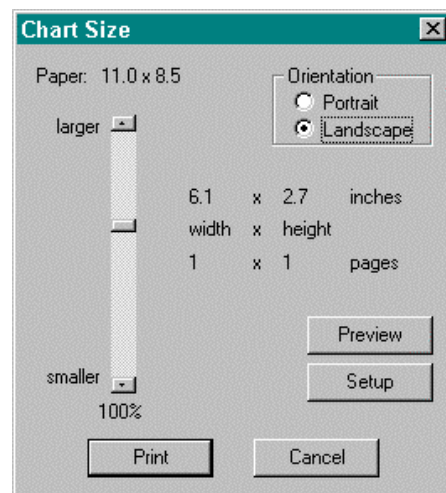 Chart Size
Paper: 11.0 x 8.5
Orientation
Portrait
Landscape
larger
6.1 x 2.7 inches
width x height
1 x 1 pages
Preview
smaller
Setup
100%
Print Cancel